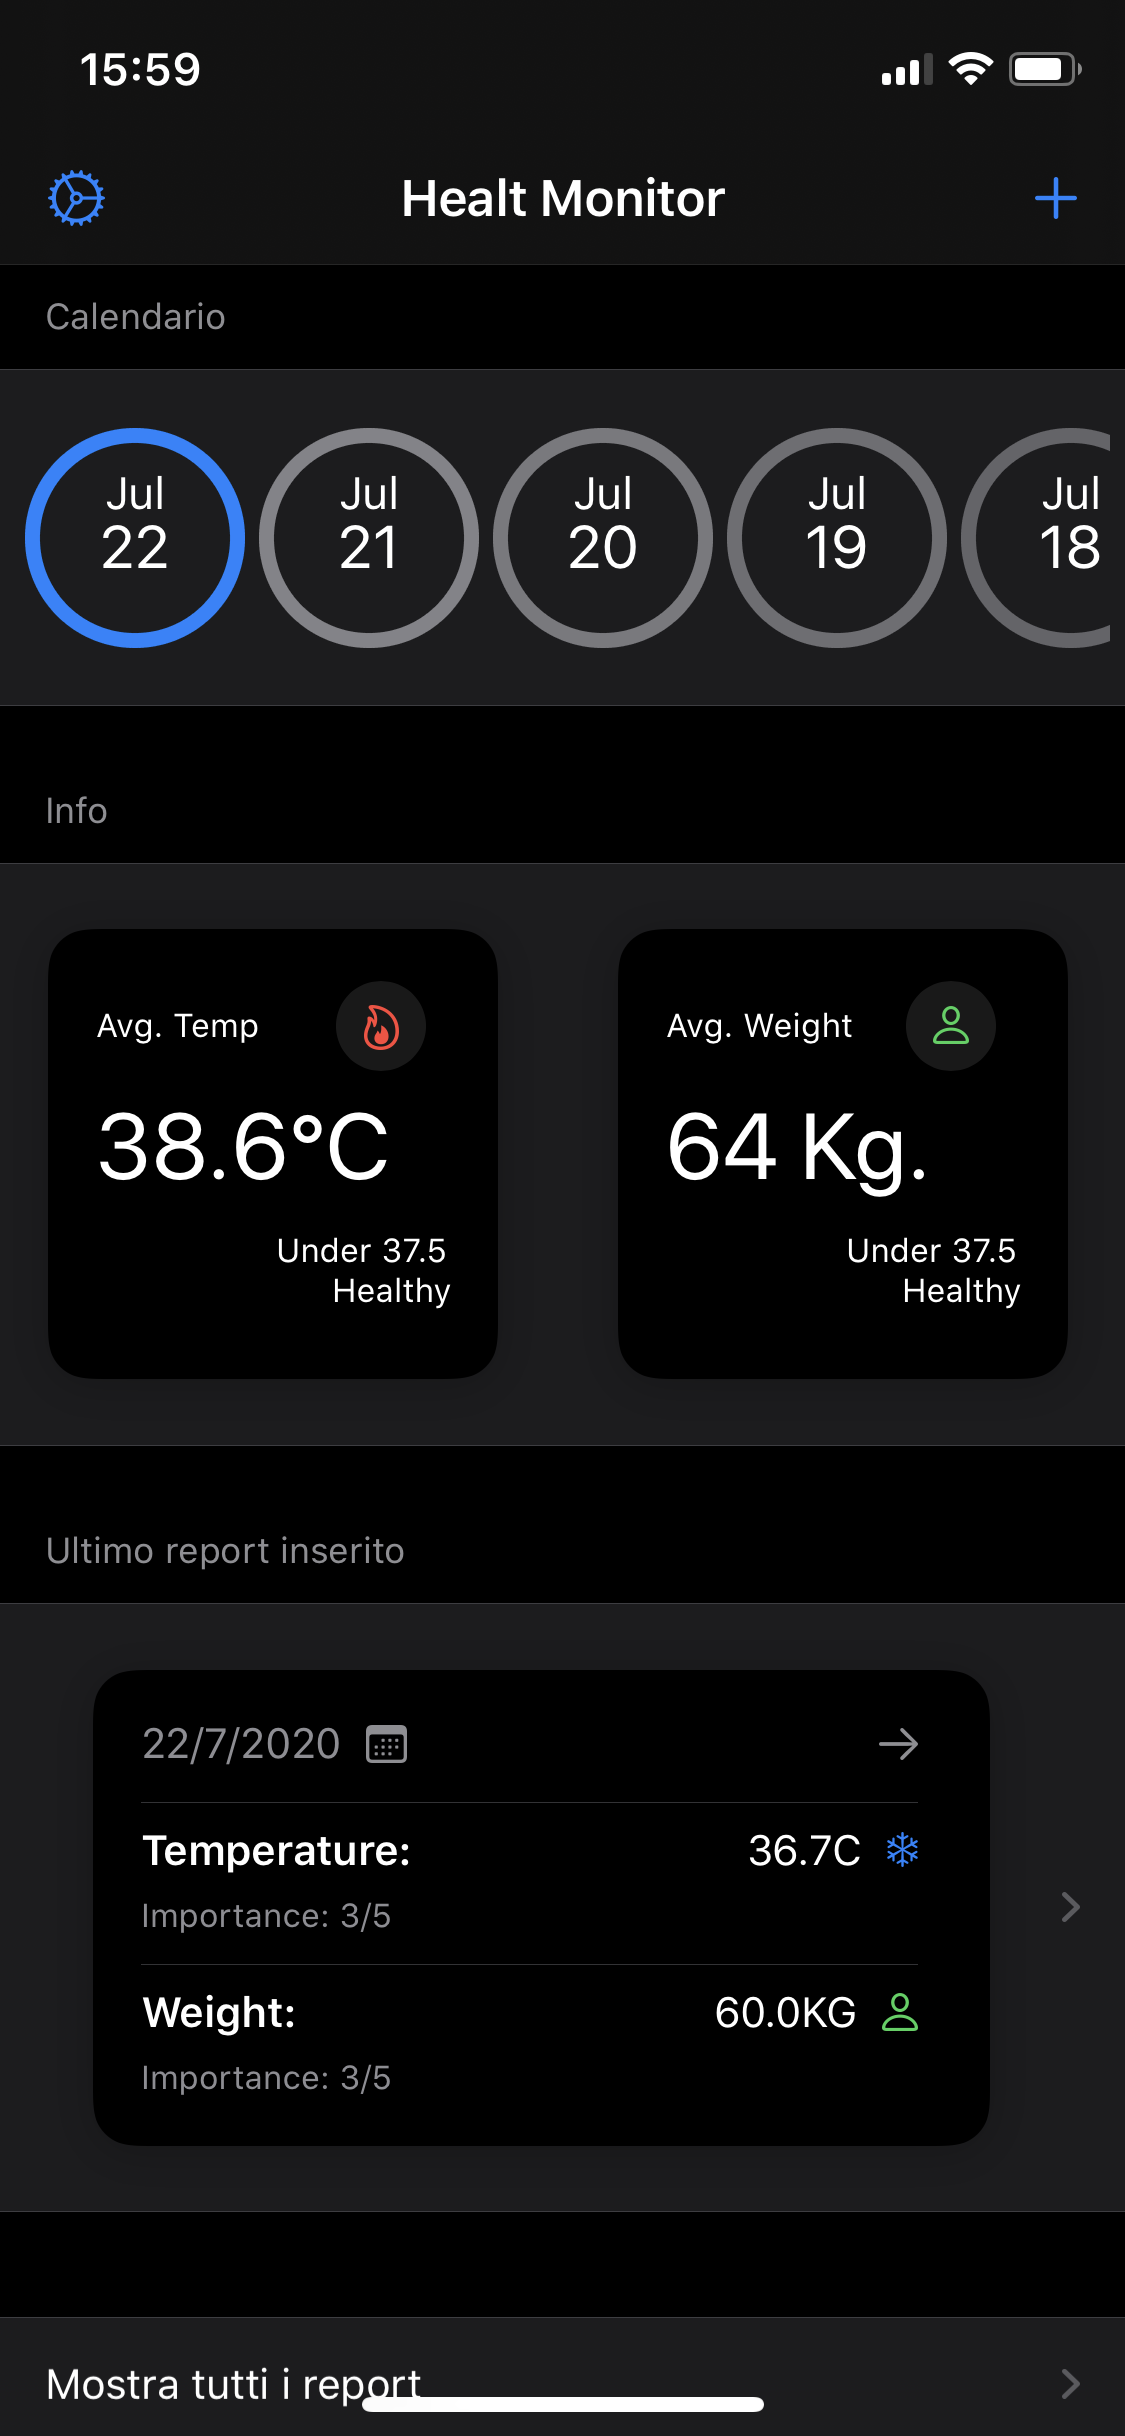 15:59
Healt Monitor
Calendario
Jul
22
Jul
21
Jul
20
Jul
19
Jul
18
Info
Avg. Temp
38.6°C
Under 37.5
Healthy
Avg. Weight
64 Kg.
Under 37.5
Healthy
Ultimo report inserito
22/7/2020
Temperature: 36.7C
Importance: 3/5
Weight: 60.0KG
Importance: 3/5
Mostra tutti i report